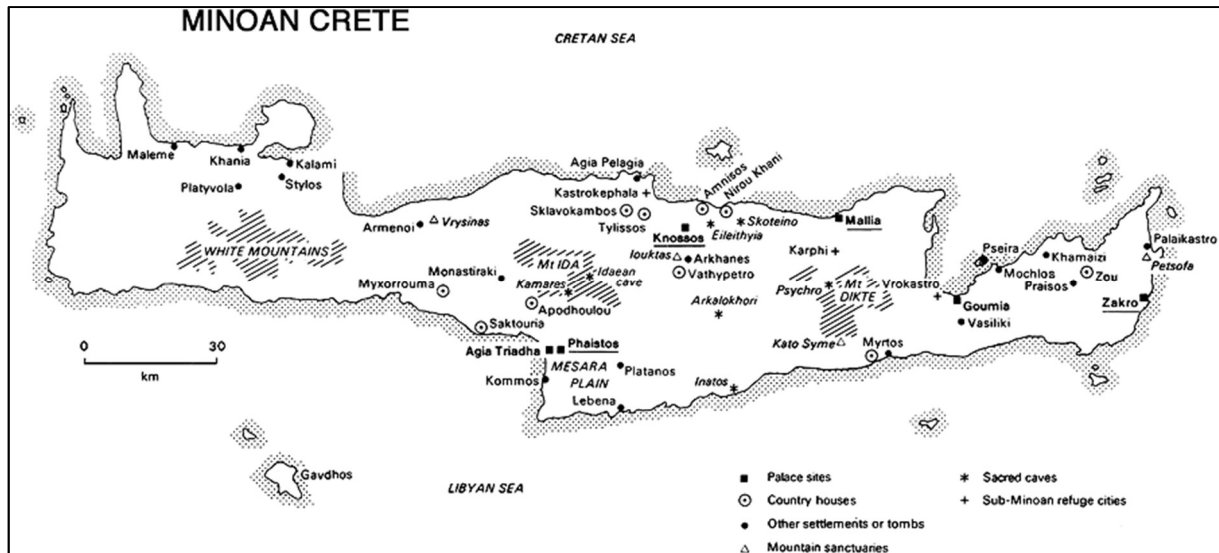 MINOAN CRETE
CRETAN SEA
Maleme
Khania
Kalami
Platyvola
Stylos
WHITE MOUNTAINS
Armenoi
Vrysinas
Monastiraki
Myxorrouma
Saktouria
Agia Pelagia
Kastrokephala
Sklavokambos
Tylissos
Amnisos
Nirou Khani
Skoteino
Eileithyia
Knossos
Iouktas
Arkhanes
Vathypetro
Mt IDA
Idaean
cave
Kamares
Apodhoulou
Arkalokhori
Mallia
Karphi
Psychro
Mt
DIKTE
Vrokastro
Kato Syme
Myrtos
Pseira
Mochlos
Khamaizi
Praisos
Zou
Palaikastro
Petsofa
Zakro
Goumia
Vasiliki
Agia Triadha
Phaistos
MESARA
PLAIN
Kommos
Platanos
Lebena
Inatos
0 30
km
Gavdhos
LIBYAN SEA
Palace sites
Country houses
Other settlements or tombs
Mountain sanctuaries
Sacred caves
Sub-Minoan refuge cities